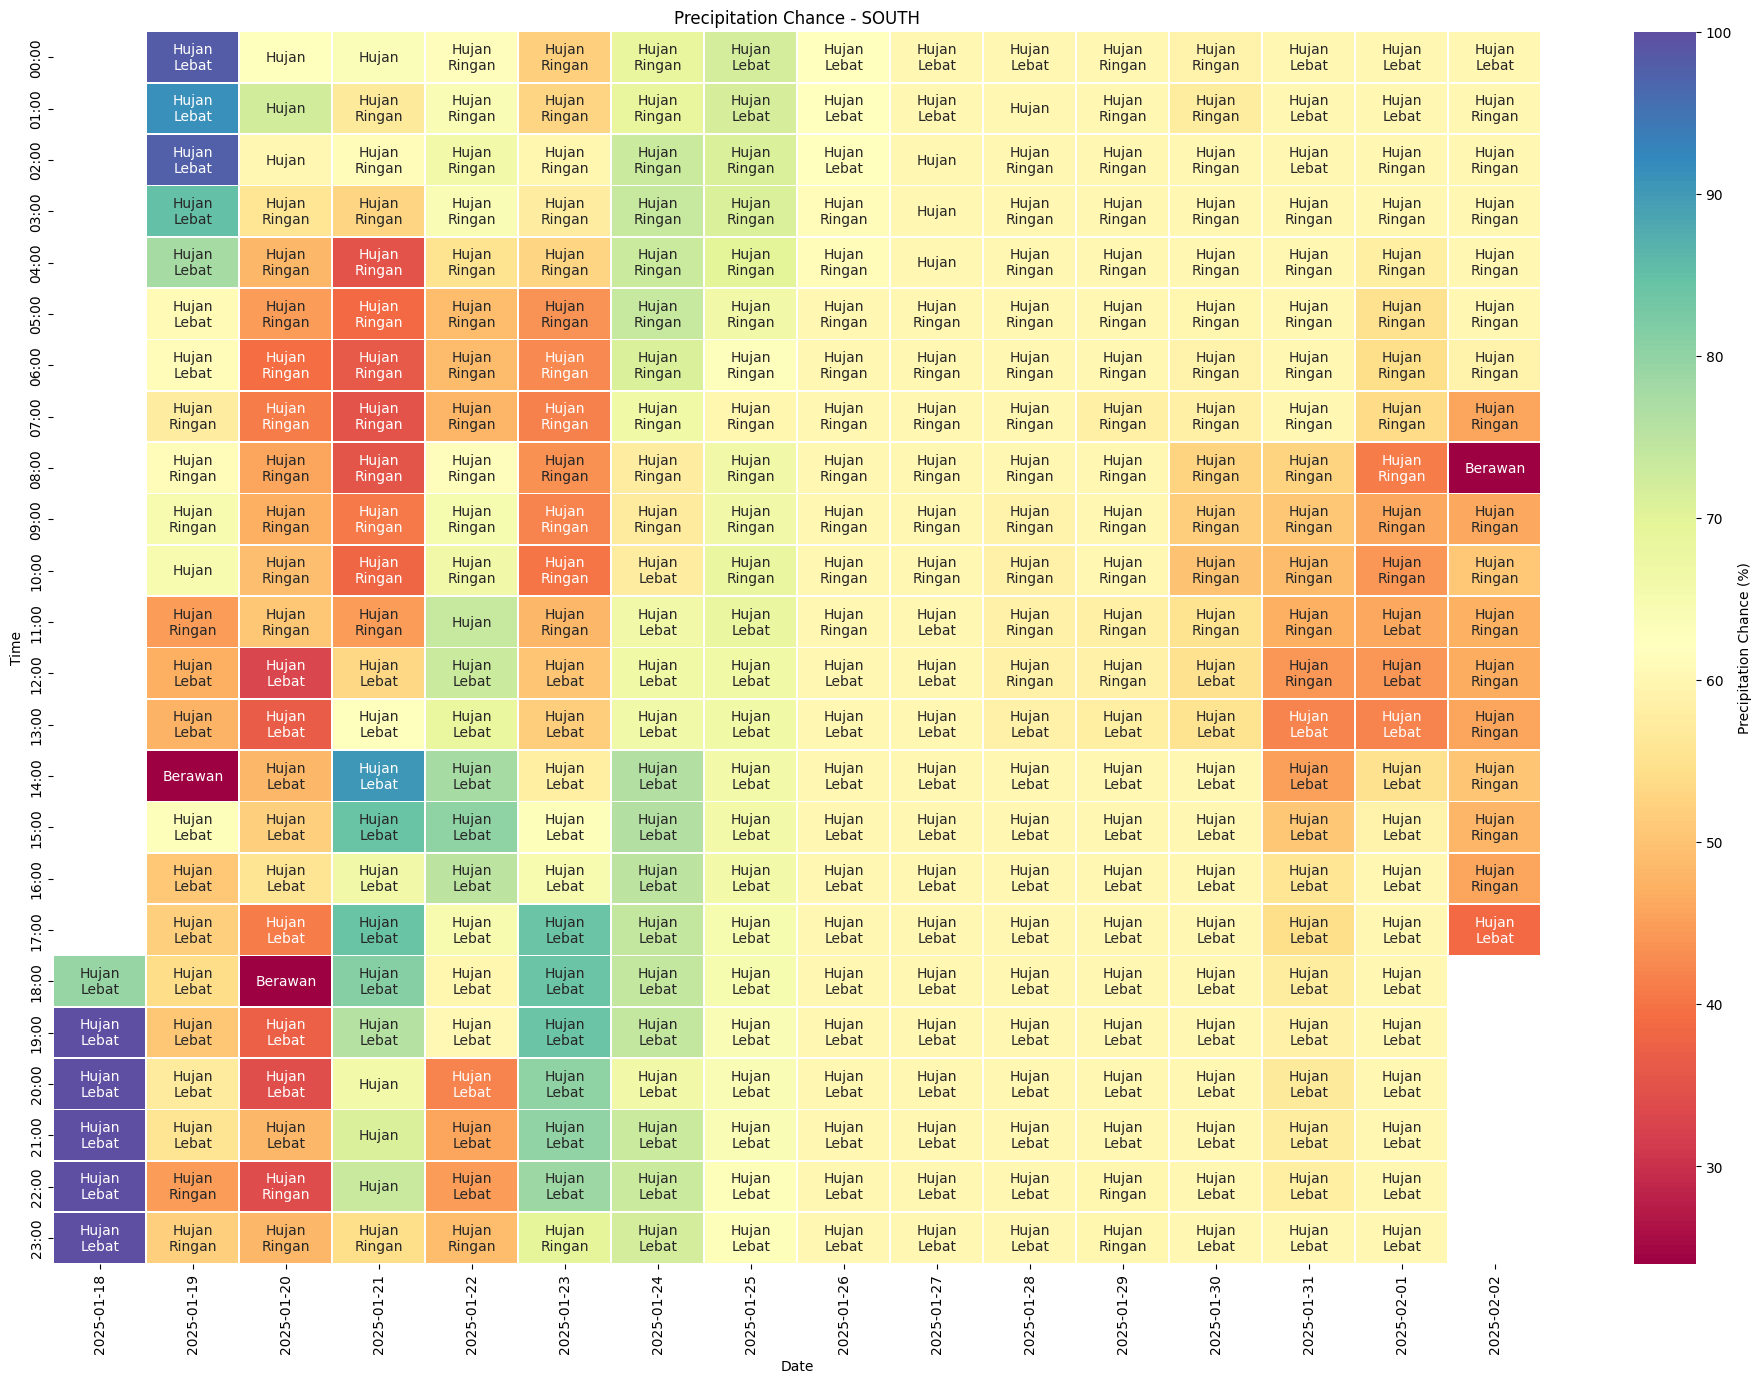 Precipitation Chance - SOUTH
00:00 Hujan Lebat Hujan Hujan Hujan Ringan Hujan Ringan Hujan Ringan Hujan Lebat Hujan Lebat Hujan Lebat Hujan Lebat Hujan Ringan Hujan Ringan Hujan Lebat Hujan Lebat Hujan Lebat
01:00 Hujan Lebat Hujan Hujan Ringan Hujan Ringan Hujan Ringan Hujan Ringan Hujan Lebat Hujan Lebat Hujan Lebat Hujan Hujan Ringan Hujan Ringan Hujan Lebat Hujan Lebat Hujan Ringan
02:00 Hujan Lebat Hujan Hujan Ringan Hujan Ringan Hujan Ringan Hujan Ringan Hujan Ringan Hujan Lebat Hujan Hujan Ringan Hujan Ringan Hujan Ringan Hujan Lebat Hujan Ringan Hujan Ringan
03:00 Hujan Lebat Hujan Ringan Hujan Ringan Hujan Ringan Hujan Ringan Hujan Ringan Hujan Ringan Hujan Ringan Hujan Hujan Ringan Hujan Ringan Hujan Ringan Hujan Ringan Hujan Ringan Hujan Ringan
04:00 Hujan Lebat Hujan Ringan Hujan Ringan Hujan Ringan Hujan Ringan Hujan Ringan Hujan Ringan Hujan Ringan Hujan Hujan Ringan Hujan Ringan Hujan Ringan Hujan Ringan Hujan Ringan Hujan Ringan
05:00 Hujan Lebat Hujan Ringan Hujan Ringan Hujan Ringan Hujan Ringan Hujan Ringan Hujan Ringan Hujan Ringan Hujan Ringan Hujan Ringan Hujan Ringan Hujan Ringan Hujan Ringan Hujan Ringan Hujan Ringan
06:00 Hujan Lebat Hujan Ringan Hujan Ringan Hujan Ringan Hujan Ringan Hujan Ringan Hujan Ringan Hujan Ringan Hujan Ringan Hujan Ringan Hujan Ringan Hujan Ringan Hujan Ringan Hujan Ringan Hujan Ringan
07:00 Hujan Ringan Hujan Ringan Hujan Ringan Hujan Ringan Hujan Ringan Hujan Ringan Hujan Ringan Hujan Ringan Hujan Ringan Hujan Ringan Hujan Ringan Hujan Ringan Hujan Ringan Hujan Ringan Hujan Ringan
08:00 Hujan Ringan Hujan Ringan Hujan Ringan Hujan Ringan Hujan Ringan Hujan Ringan Hujan Ringan Hujan Ringan Hujan Ringan Hujan Ringan Hujan Ringan Hujan Ringan Hujan Ringan Hujan Ringan Berawan
09:00 Hujan Ringan Hujan Ringan Hujan Ringan Hujan Ringan Hujan Ringan Hujan Ringan Hujan Ringan Hujan Ringan Hujan Ringan Hujan Ringan Hujan Ringan Hujan Ringan Hujan Ringan Hujan Ringan Hujan Ringan
10:00 Hujan Hujan Ringan Hujan Ringan Hujan Ringan Hujan Ringan Hujan Lebat Hujan Ringan Hujan Ringan Hujan Ringan Hujan Ringan Hujan Ringan Hujan Ringan Hujan Ringan Hujan Ringan Hujan Ringan
11:00 Hujan Ringan Hujan Ringan Hujan Ringan Hujan Hujan Ringan Hujan Lebat Hujan Lebat Hujan Ringan Hujan Lebat Hujan Ringan Hujan Ringan Hujan Ringan Hujan Ringan Hujan Lebat Hujan Ringan
12:00 Hujan Lebat Hujan Lebat Hujan Lebat Hujan Lebat Hujan Lebat Hujan Lebat Hujan Lebat Hujan Lebat Hujan Lebat Hujan Ringan Hujan Ringan Hujan Lebat Hujan Ringan Hujan Lebat Hujan Ringan
13:00 Hujan Lebat Hujan Lebat Hujan Lebat Hujan Lebat Hujan Lebat Hujan Lebat Hujan Lebat Hujan Lebat Hujan Lebat Hujan Lebat Hujan Lebat Hujan Lebat Hujan Lebat Hujan Lebat Hujan Ringan
14:00 Berawan Hujan Lebat Hujan Lebat Hujan Lebat Hujan Lebat Hujan Lebat Hujan Lebat Hujan Lebat Hujan Lebat Hujan Lebat Hujan Lebat Hujan Lebat Hujan Lebat Hujan Lebat Hujan Ringan
15:00 Hujan Lebat Hujan Lebat Hujan Lebat Hujan Lebat Hujan Lebat Hujan Lebat Hujan Lebat Hujan Lebat Hujan Lebat Hujan Lebat Hujan Lebat Hujan Lebat Hujan Lebat Hujan Lebat Hujan Ringan
16:00 Hujan Lebat Hujan Lebat Hujan Lebat Hujan Lebat Hujan Lebat Hujan Lebat Hujan Lebat Hujan Lebat Hujan Lebat Hujan Lebat Hujan Lebat Hujan Lebat Hujan Lebat Hujan Lebat Hujan Ringan
17:00 Hujan Lebat Hujan Lebat Hujan Lebat Hujan Lebat Hujan Lebat Hujan Lebat Hujan Lebat Hujan Lebat Hujan Lebat Hujan Lebat Hujan Lebat Hujan Lebat Hujan Lebat Hujan Lebat Hujan Lebat
18:00 Hujan Lebat Hujan Lebat Berawan Hujan Lebat Hujan Lebat Hujan Lebat Hujan Lebat Hujan Lebat Hujan Lebat Hujan Lebat Hujan Lebat Hujan Lebat Hujan Lebat Hujan Lebat Hujan Lebat
19:00 Hujan Lebat Hujan Lebat Hujan Lebat Hujan Lebat Hujan Lebat Hujan Lebat Hujan Lebat Hujan Lebat Hujan Lebat Hujan Lebat Hujan Lebat Hujan Lebat Hujan Lebat Hujan Lebat Hujan Lebat
20:00 Hujan Lebat Hujan Lebat Hujan Lebat Hujan Hujan Lebat Hujan Lebat Hujan Lebat Hujan Lebat Hujan Lebat Hujan Lebat Hujan Lebat Hujan Lebat Hujan Lebat Hujan Lebat Hujan Lebat
21:00 Hujan Lebat Hujan Lebat Hujan Lebat Hujan Hujan Lebat Hujan Lebat Hujan Lebat Hujan Lebat Hujan Lebat Hujan Lebat Hujan Lebat Hujan Lebat Hujan Lebat Hujan Lebat Hujan Lebat
22:00 Hujan Lebat Hujan Ringan Hujan Ringan Hujan Hujan Lebat Hujan Lebat Hujan Lebat Hujan Lebat Hujan Lebat Hujan Lebat Hujan Lebat Hujan Ringan Hujan Lebat Hujan Lebat Hujan Lebat
23:00 Hujan Lebat Hujan Ringan Hujan Ringan Hujan Ringan Hujan Ringan Hujan Ringan Hujan Lebat Hujan Lebat Hujan Lebat Hujan Lebat Hujan Lebat Hujan Ringan Hujan Lebat Hujan Lebat Hujan Lebat
Time
2025-01-18 2025-01-19 2025-01-20 2025-01-21 2025-01-22 2025-01-23 2025-01-24 2025-01-25 2025-01-26 2025-01-27 2025-01-28 2025-01-29 2025-01-30 2025-01-31 2025-02-01 2025-02-02
Date
100
90
80
70
60
50
40
30
Precipitation Chance (%)